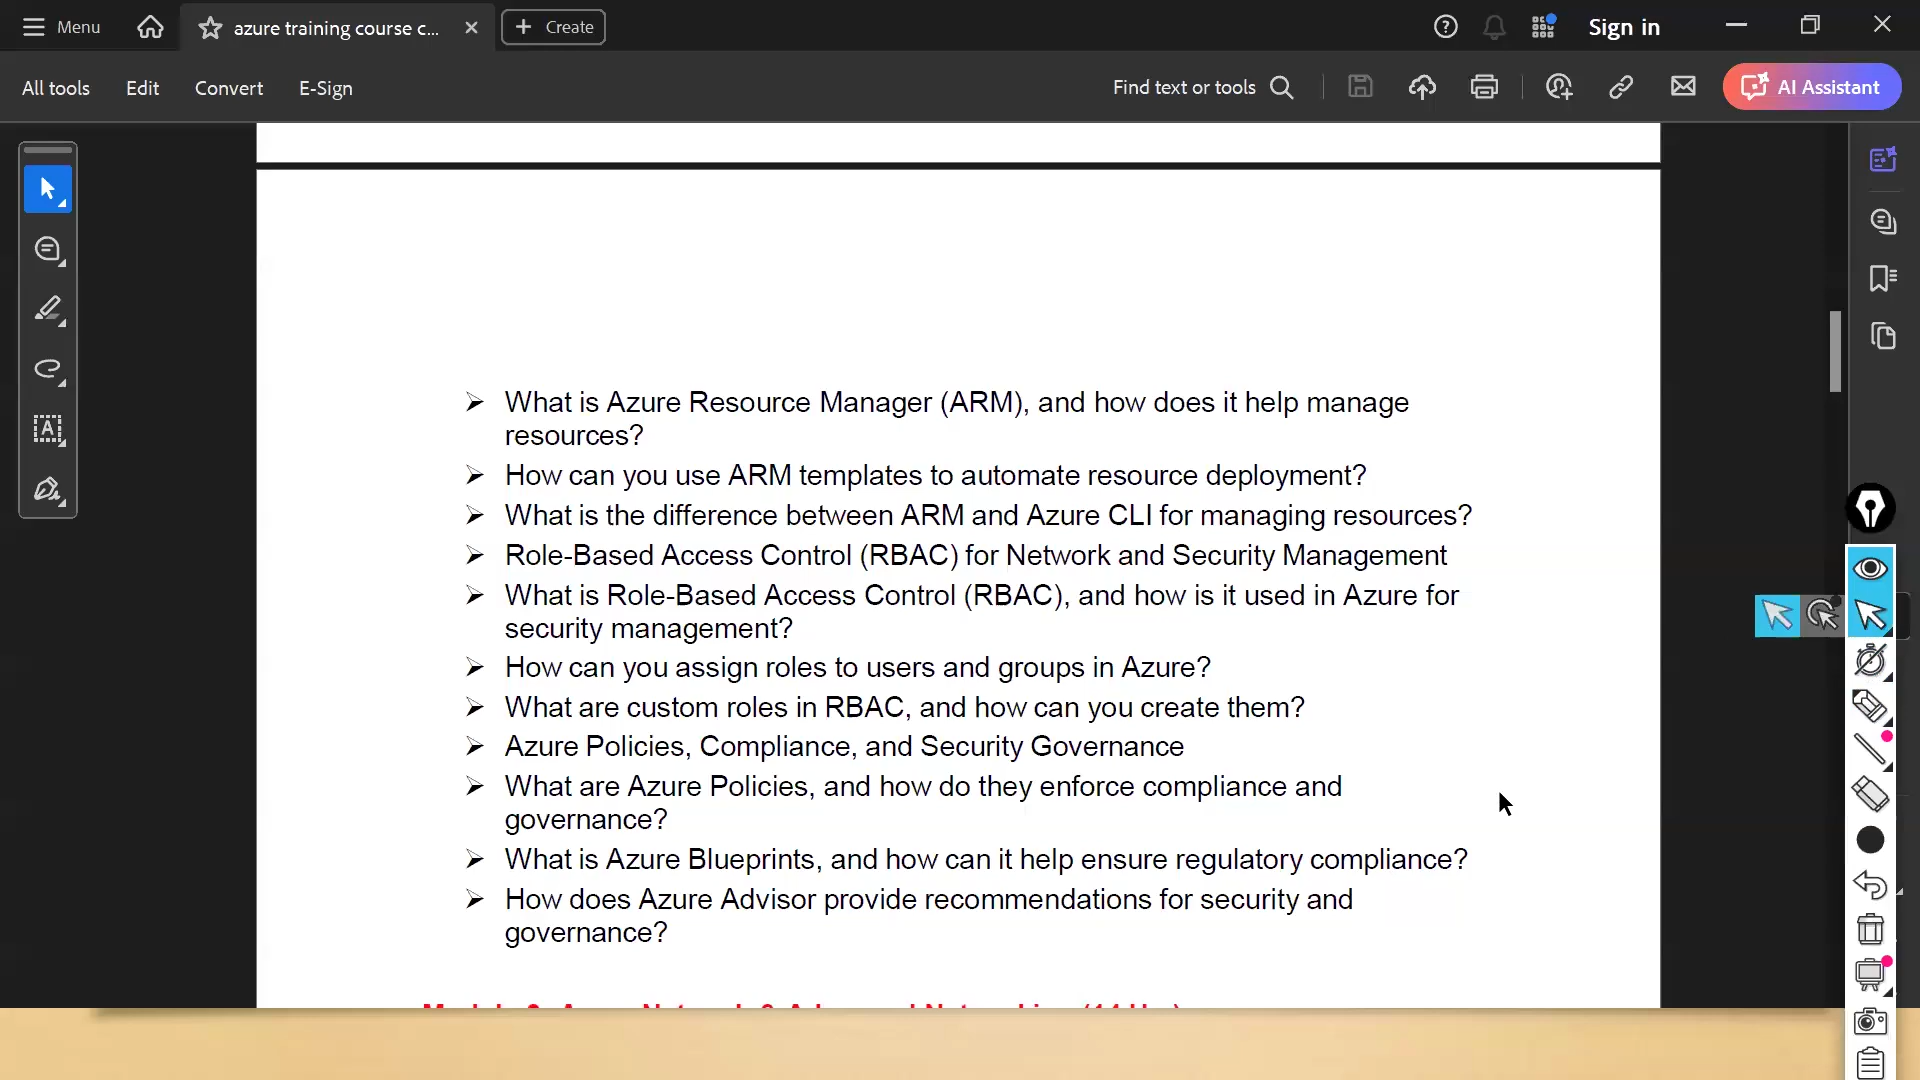 Menu
azure training course c...
Create
Sign in
All tools
Edit
Convert
E-Sign
Find text or tools
AI Assistant
What is Azure Resource Manager (ARM), and how does it help manage
resources?
How can you use ARM templates to automate resource deployment?
What is the difference between ARM and Azure CLI for managing resources?
Role-Based Access Control (RBAC) for Network and Security Management
What is Role-Based Access Control (RBAC), and how is it used in Azure for
security management?
How can you assign roles to users and groups in Azure?
What are custom roles in RBAC, and how can you create them?
Azure Policies, Compliance, and Security Governance
What are Azure Policies, and how do they enforce compliance and
governance?
What is Azure Blueprints, and how can it help ensure regulatory compliance?
How does Azure Advisor provide recommendations for security and
governance?